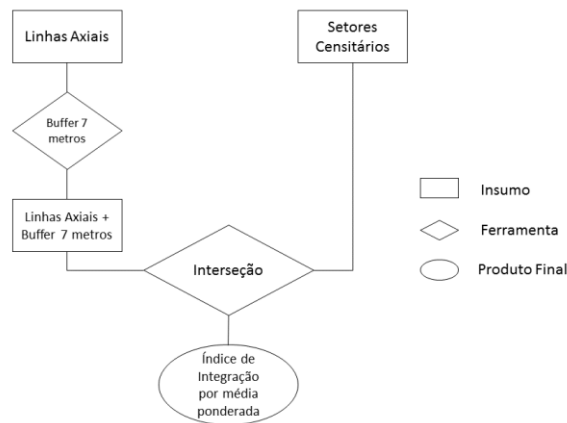 Linhas Axiais
Setores
Censitários
Buffer 7
metros
Linhas Axiais +
Buffer 7 metros
Interseção
Índice de
Integração
por média
ponderada
Insumo
Ferramenta
Produto Final